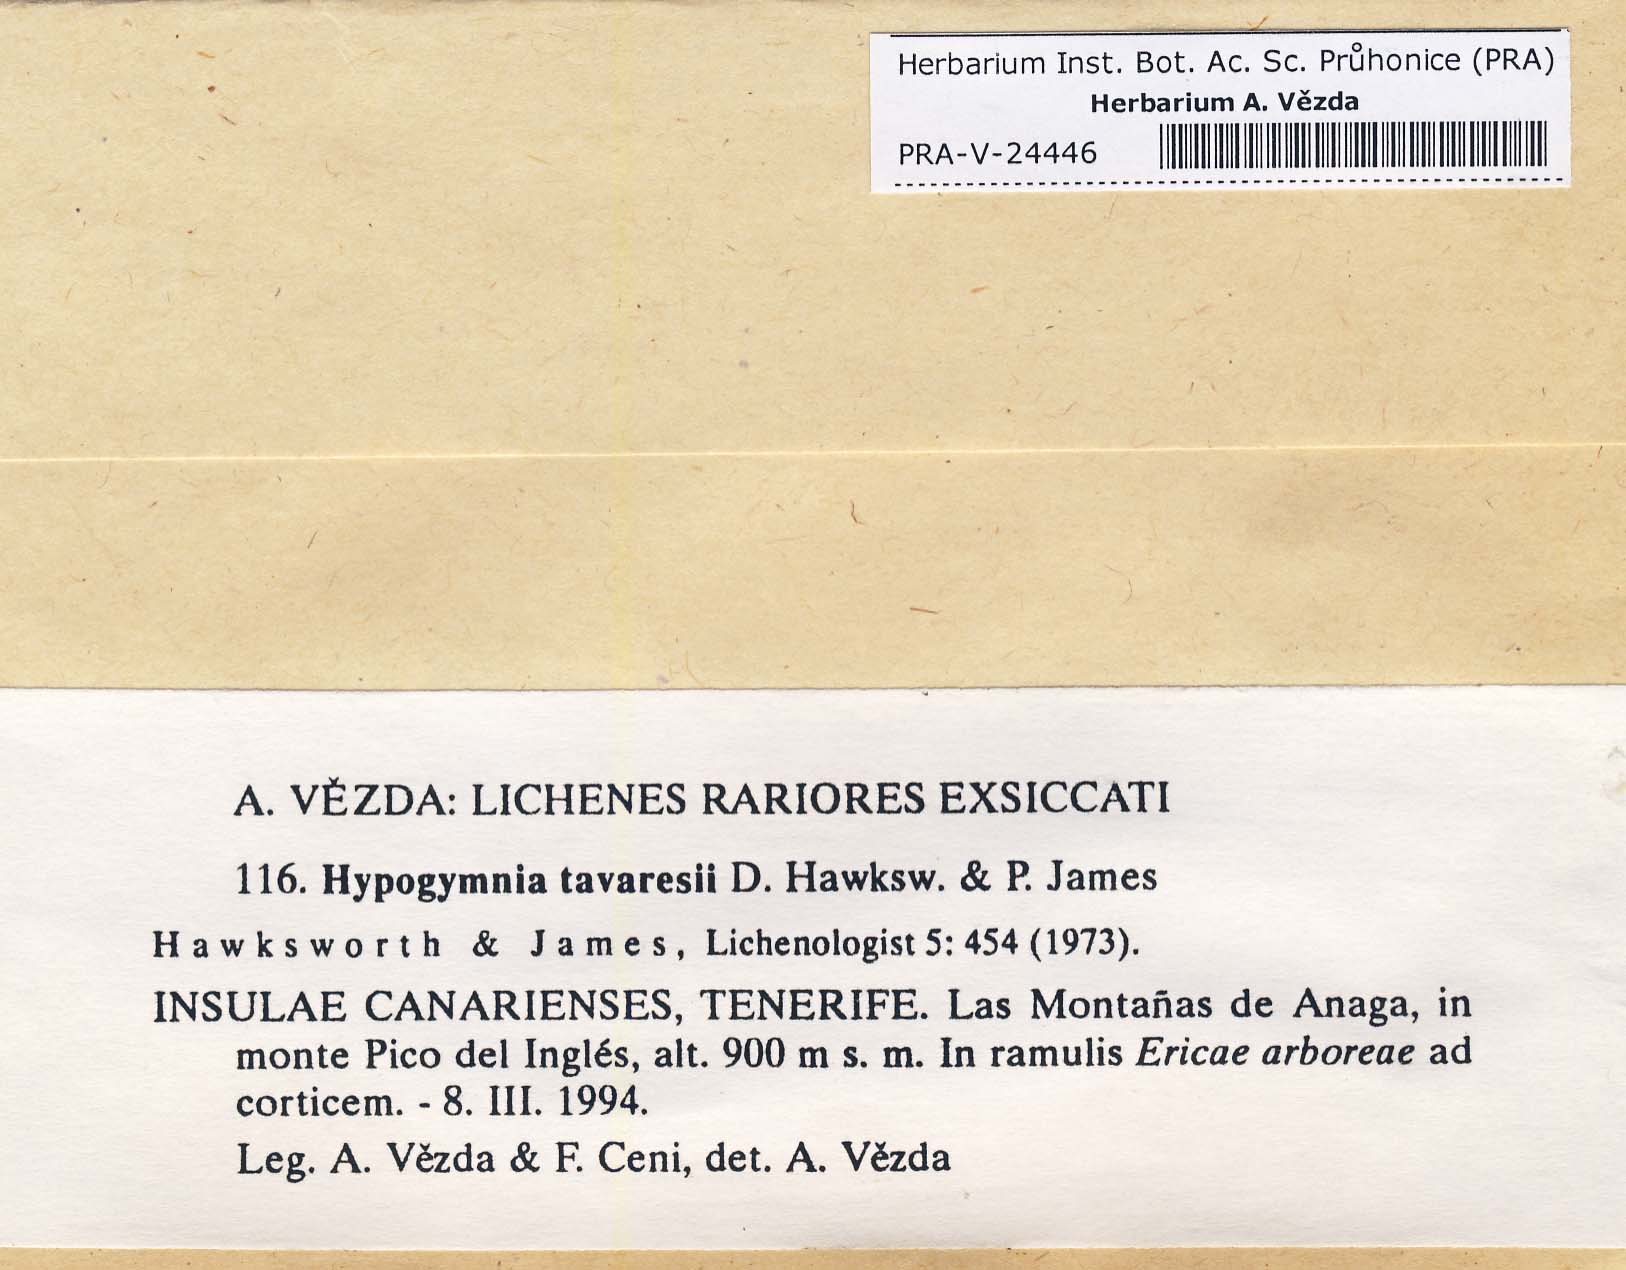 Herbarium Inst. Bot. Ac. Sc. Průhonice (PRA)
Herbarium A. Vězda
PRA-V-24446
A. VĚZDA: LICHENES RARIORES EXSICCATI
116. Hypogymnia tavaresii D. Hawksw. & P. James
Hawksworth & James, Lichenologist 5: 454 (1973).
INSULAE CANARIENSES, TENERIFE. Las Montañas de Anaga, in
monte Pico del Inglés, alt. 900 m s. m. In ramulis Ericae arboreae ad
corticem. - 8. III. 1994.
Leg. A. Vězda & F. Ceni, det. A. Vězda